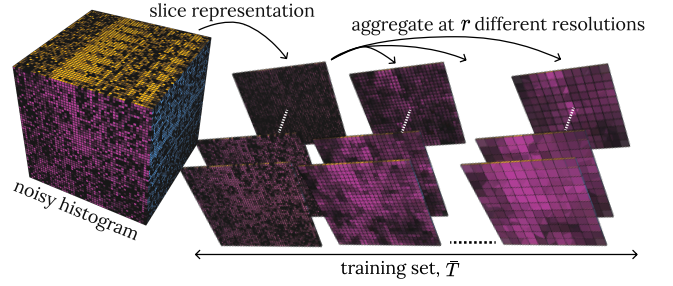 slice representation
aggregate at r different resolutions
noisy histogram
training set, T̄